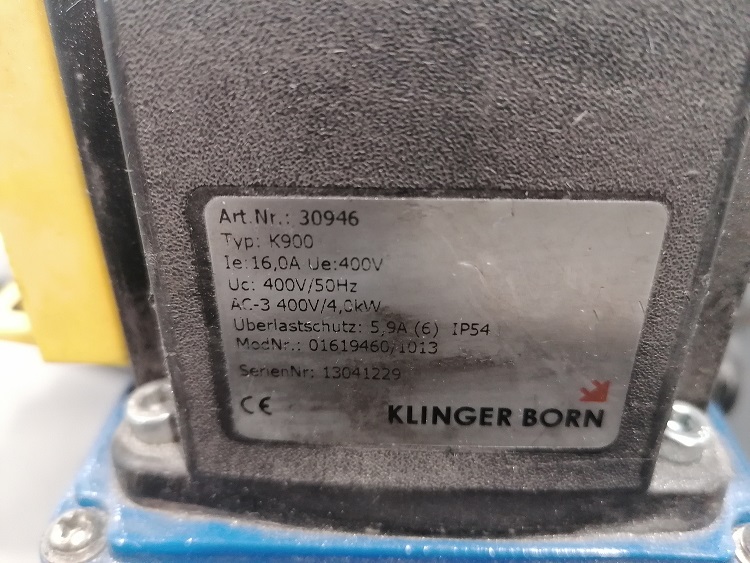 Art.Nr.: 30946
Typ: K900
Ie:16,0A Ue:400V
Uc: 400V/50Hz
AC-3 400V/4,0kW
Überlastschutz: 5,9A (6) IP54
ModNr.: 01619460/1013
SerienNr: 13041229
CE
KLINGER BORN